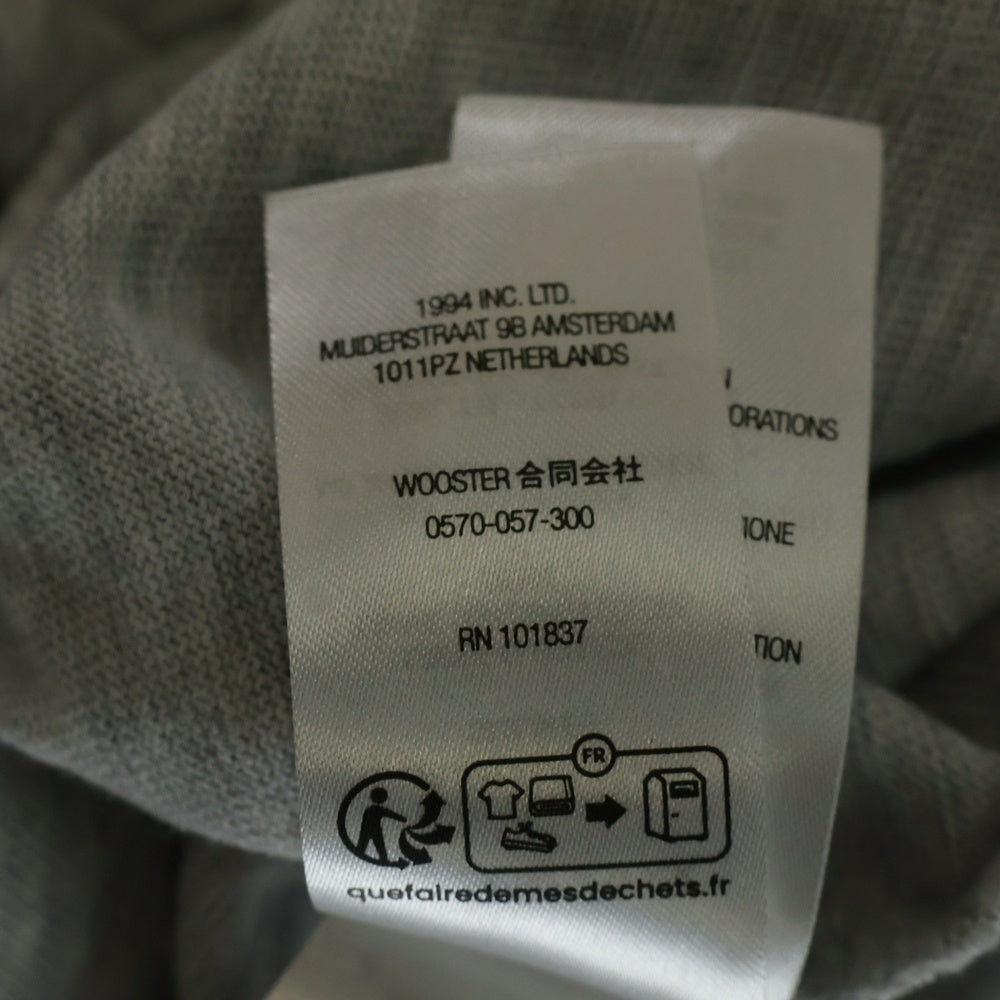 1994 INC. LTD.
MUIDERSTRAAT 9B AMSTERDAM
1011PZ NETHERLANDS
WOOSTER 合同会社
0570-057-300
RN 101837
FR
quefairedemesdechets.fr
ORATIONS
IONE
TION